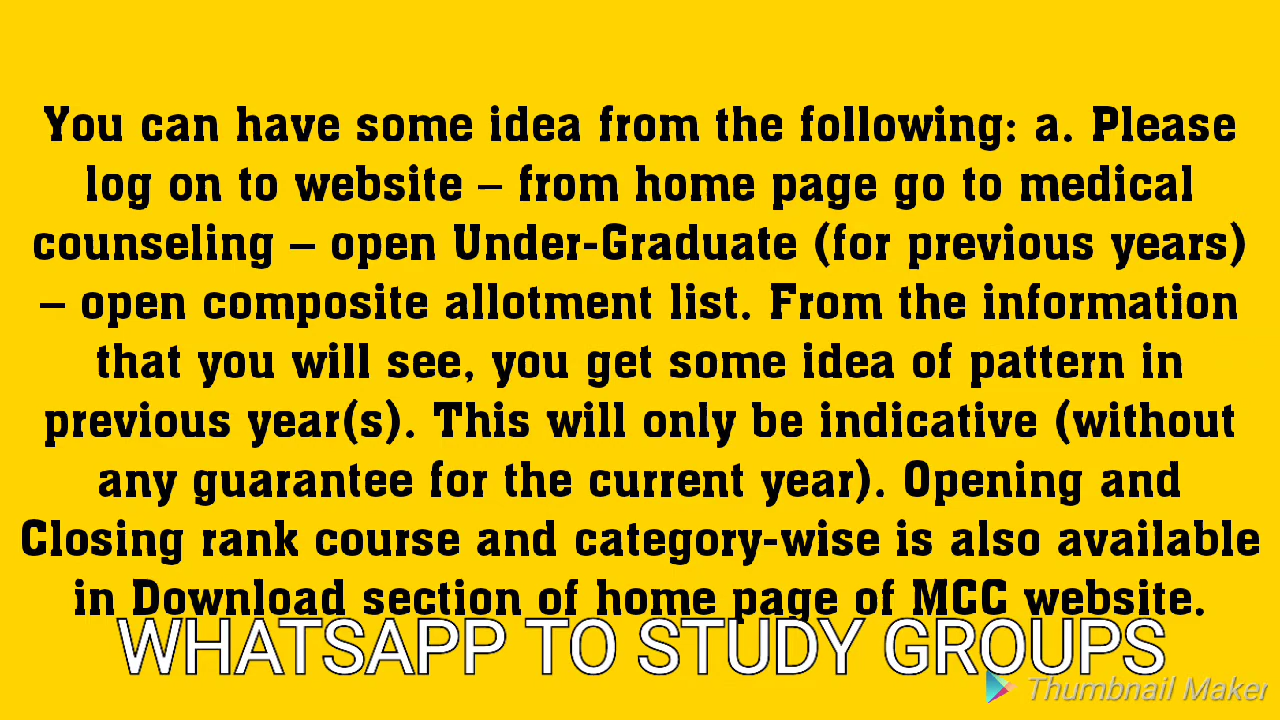 You can have some idea from the following: a. Please
log on to website – from home page go to medical
counseling – open Under-Graduate (for previous years)
– open composite allotment list. From the information
that you will see, you get some idea of pattern in
previous year(s). This will only be indicative (without
any guarantee for the current year). Opening and
Closing rank course and category-wise is also available
in Download section of home page of MCC website.
WHATSAPP TO STUDY GROUPS
Thumbnail Maker